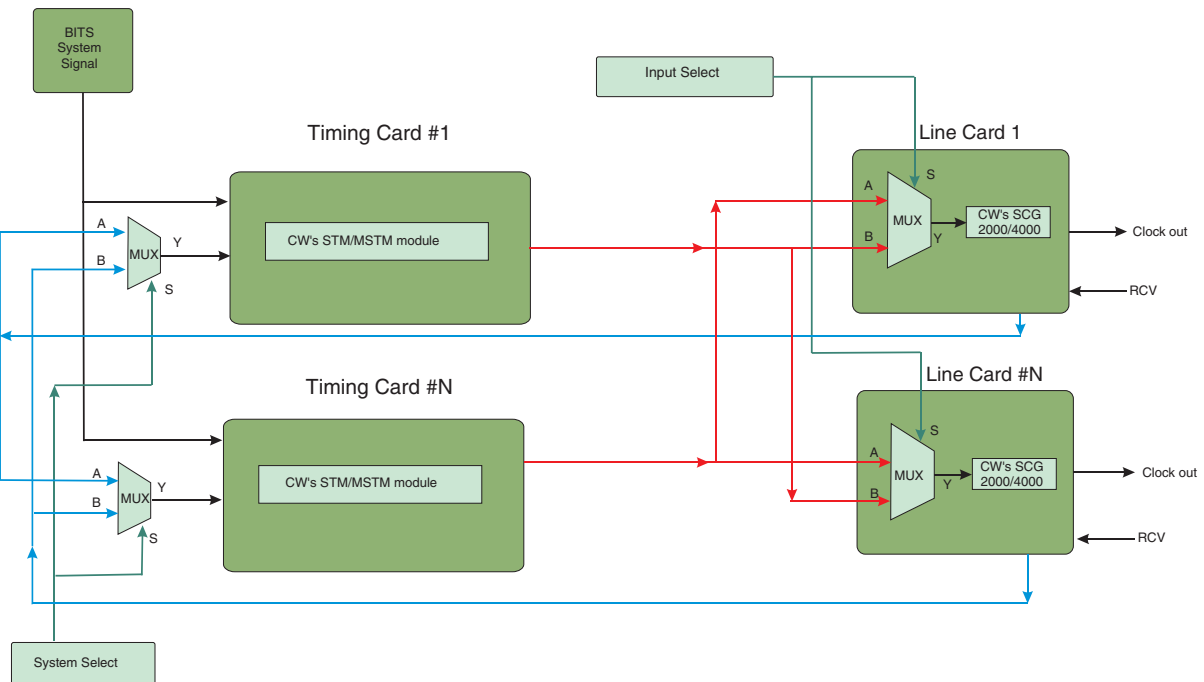 BITS
System
Signal
Input Select
Timing Card #1
Line Card 1
A
B
MUX
Y
S
CW's STM/MSTM module
A
B
S
MUX
Y
CW's SCG
2000/4000
Clock out
RCV
Timing Card #N
Line Card #N
A
B
MUX
Y
S
CW's STM/MSTM module
A
B
S
MUX
Y
CW's SCG
2000/4000
Clock out
RCV
System Select